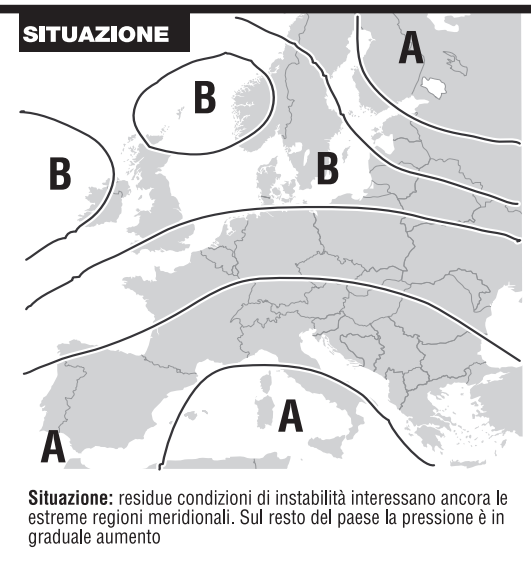 SITUAZIONE
A
B
B
B
A
A
Situazione: residue condizioni di instabilità interessano ancora le
estreme regioni meridionali. Sul resto del paese la pressione è in
graduale aumento